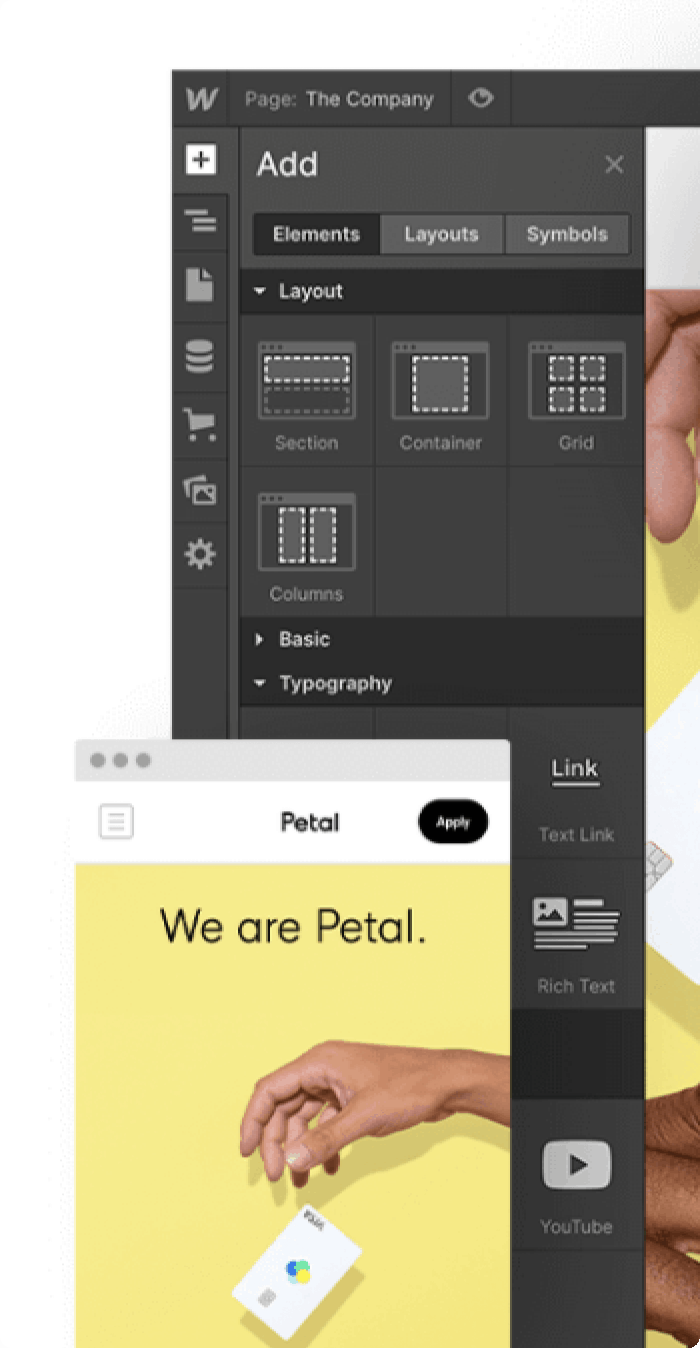 W
Page: The Company
Add
Elements
Layouts
Symbols
Layout
Section
Container
Grid
Columns
Basic
Typography
Link
Text Link
Rich Text
YouTube
Petal
Apply
We are Petal.
VISA